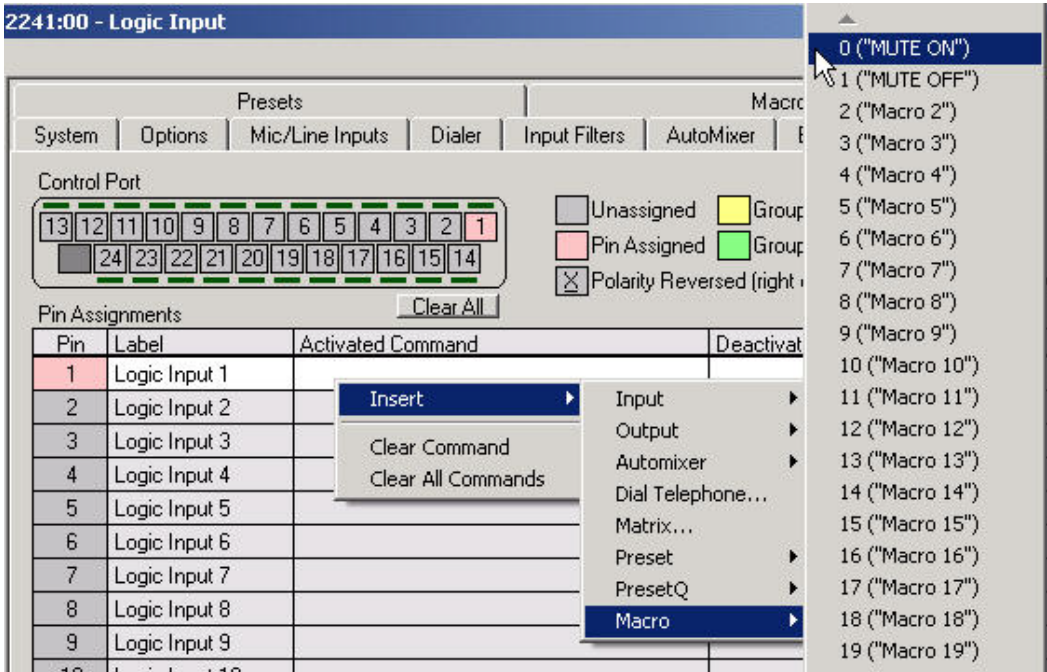 2241:00 - Logic Input
Presets
Macro
System Options Mic/Line Inputs Dialer Input Filters AutoMixer
Control Port
13 12 11 10 9 8 7 6 5 4 3 2 1
24 23 22 21 20 19 18 17 16 15 14
Unassigned Group
Pin Assigned Group
X Polarity Reversed (right
Clear All
Pin Assignments
Pin Label Activated Command Deactivat
1 Logic Input 1
2 Logic Input 2
3 Logic Input 3
4 Logic Input 4
5 Logic Input 5
6 Logic Input 6
7 Logic Input 7
8 Logic Input 8
9 Logic Input 9
Insert
Clear Command
Clear All Commands
Input
Output
Automixer
Dial Telephone...
Matrix...
Preset
PresetQ
Macro
0 ("MUTE ON")
1 ("MUTE OFF")
2 ("Macro 2")
3 ("Macro 3")
4 ("Macro 4")
5 ("Macro 5")
6 ("Macro 6")
7 ("Macro 7")
8 ("Macro 8")
9 ("Macro 9")
10 ("Macro 10")
11 ("Macro 11")
12 ("Macro 12")
13 ("Macro 13")
14 ("Macro 14")
15 ("Macro 15")
16 ("Macro 16")
17 ("Macro 17")
18 ("Macro 18")
19 ("Macro 19")